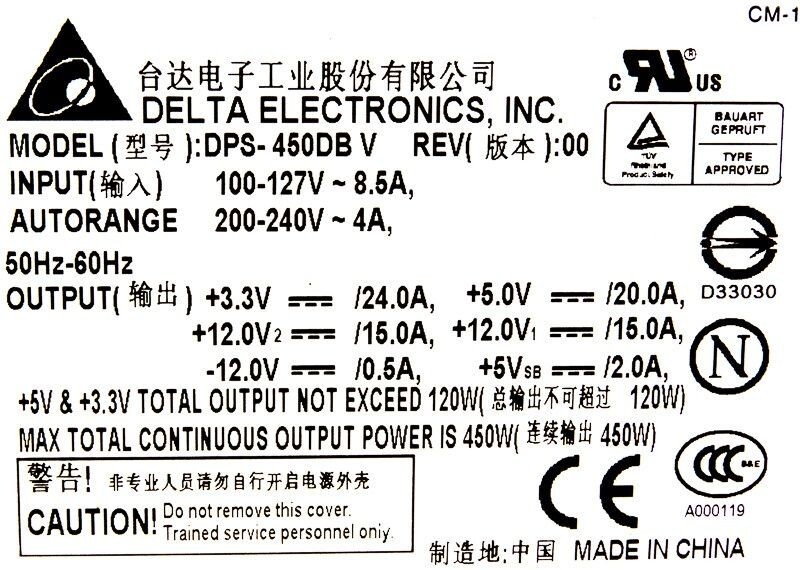 CM-1
台达电子工业股份有限公司
DELTA ELECTRONICS, INC.
c RU ® US
BAUART
GEPRUFT
TYPE
APPROVED
TUV
Rheinland
Product Safety
MODEL (型号):DPS-450DB V REV(版本):00
INPUT(输入) 100-127V ~ 8.5A,
AUTORANGE 200-240V ~ 4A,
50Hz-60Hz
D33030
OUTPUT(输出) +3.3V ⎓ /24.0A, +5.0V ⎓ /20.0A,
+12.0V2 ⎓ /15.0A, +12.0V1 ⎓ /15.0A,
-12.0V ⎓ /0.5A, +5VSB ⎓ /2.0A,
N
+5V & +3.3V TOTAL OUTPUT NOT EXCEED 120W(总输出不可超过 120W)
MAX TOTAL CONTINUOUS OUTPUT POWER IS 450W(连续输出 450W)
警告! 非专业人员请勿自行开启电源外壳
CAUTION! Do not remove this cover.
Trained service personnel only.
CE
CCC S&E
A000119
制造地:中国 MADE IN CHINA